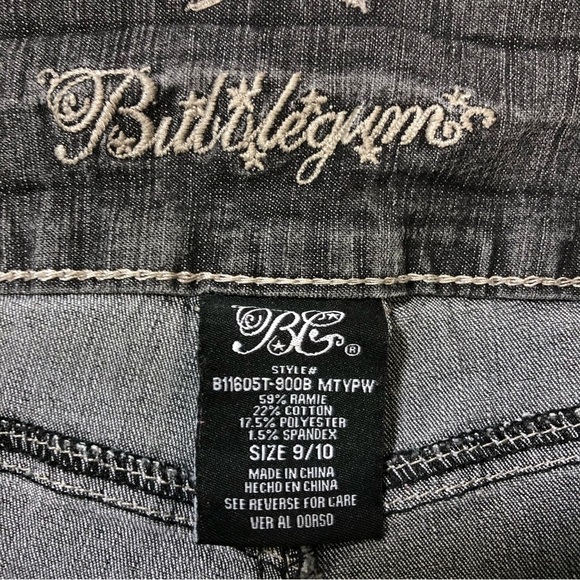 Bubblegum
BG®
STYLE#
B11605T-900B MTYPW
59% RAMIE
22% COTTON
17.5% POLYESTER
1.5% SPANDEX
SIZE 9/10
MADE IN CHINA
HECHO EN CHINA
SEE REVERSE FOR CARE
VER AL DORSO